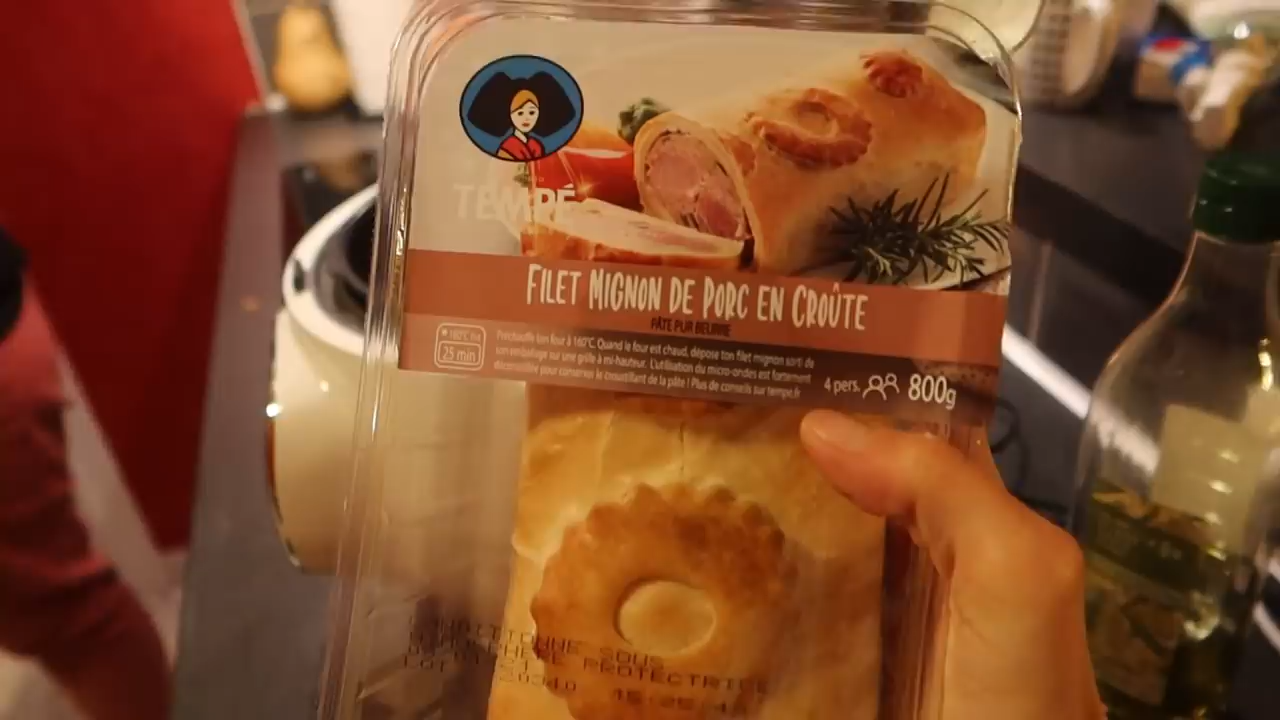 TEMPÉ
FILET MIGNON DE PORC EN CROÛTE
PÂTE PUR BEURRE
160°C
25 min
Préchauffe ton four à 160°C. Quand le four est chaud, dépose ton filet mignon sorti de
son emballage sur une grille à mi-hauteur. L'utilisation du micro-ondes est fortement
déconseillée pour conserver le croustillant de la pâte ! Plus de conseils sur tempe.fr
4 pers.
800g
SOUS
PROTECTRICE
LOT